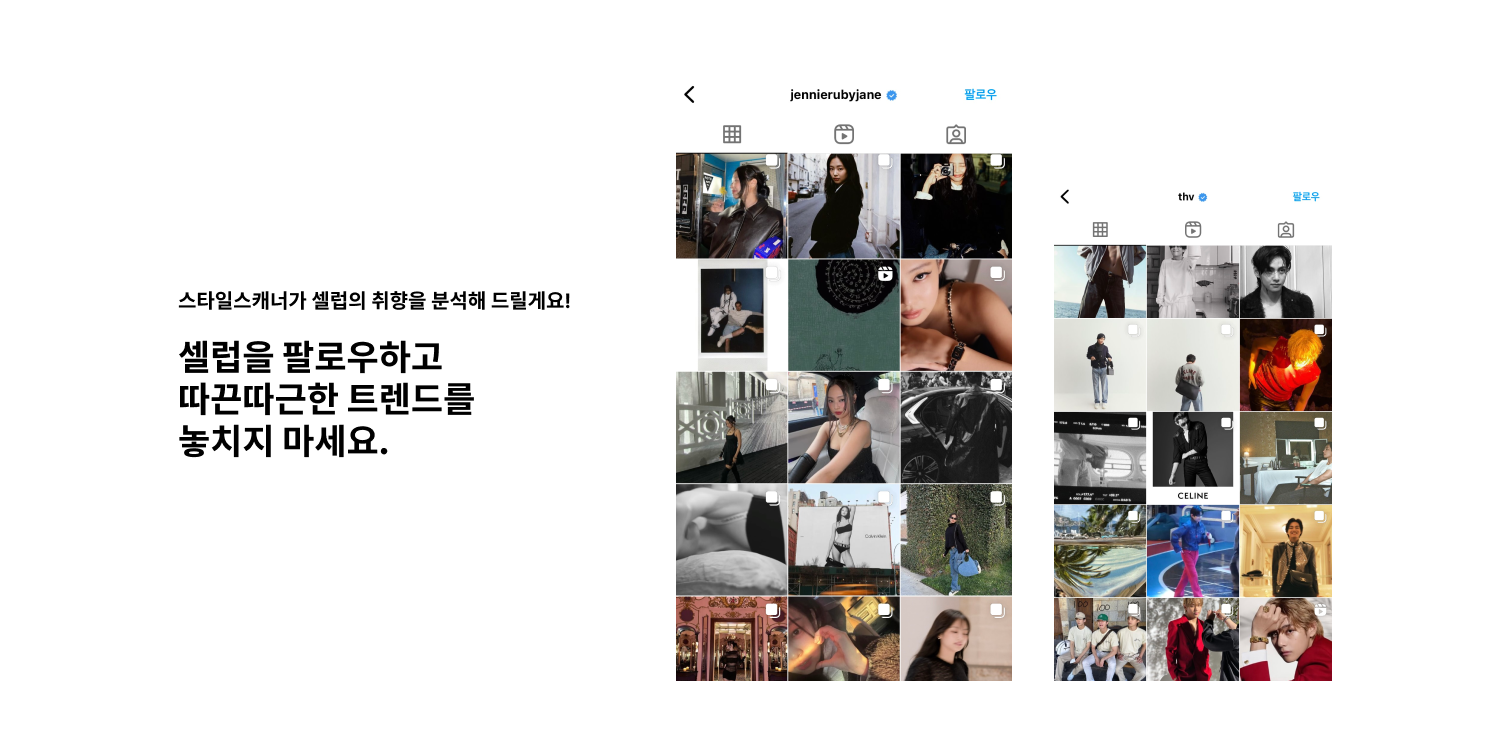 스타일스캐너가 셀럽의 취향을 분석해 드릴게요!
셀럽을 팔로우하고
따끈따근한 트렌드를
놓치지 마세요.
jennierubyjane
팔로우
Calvin Klein
thv
팔로우
CELINE